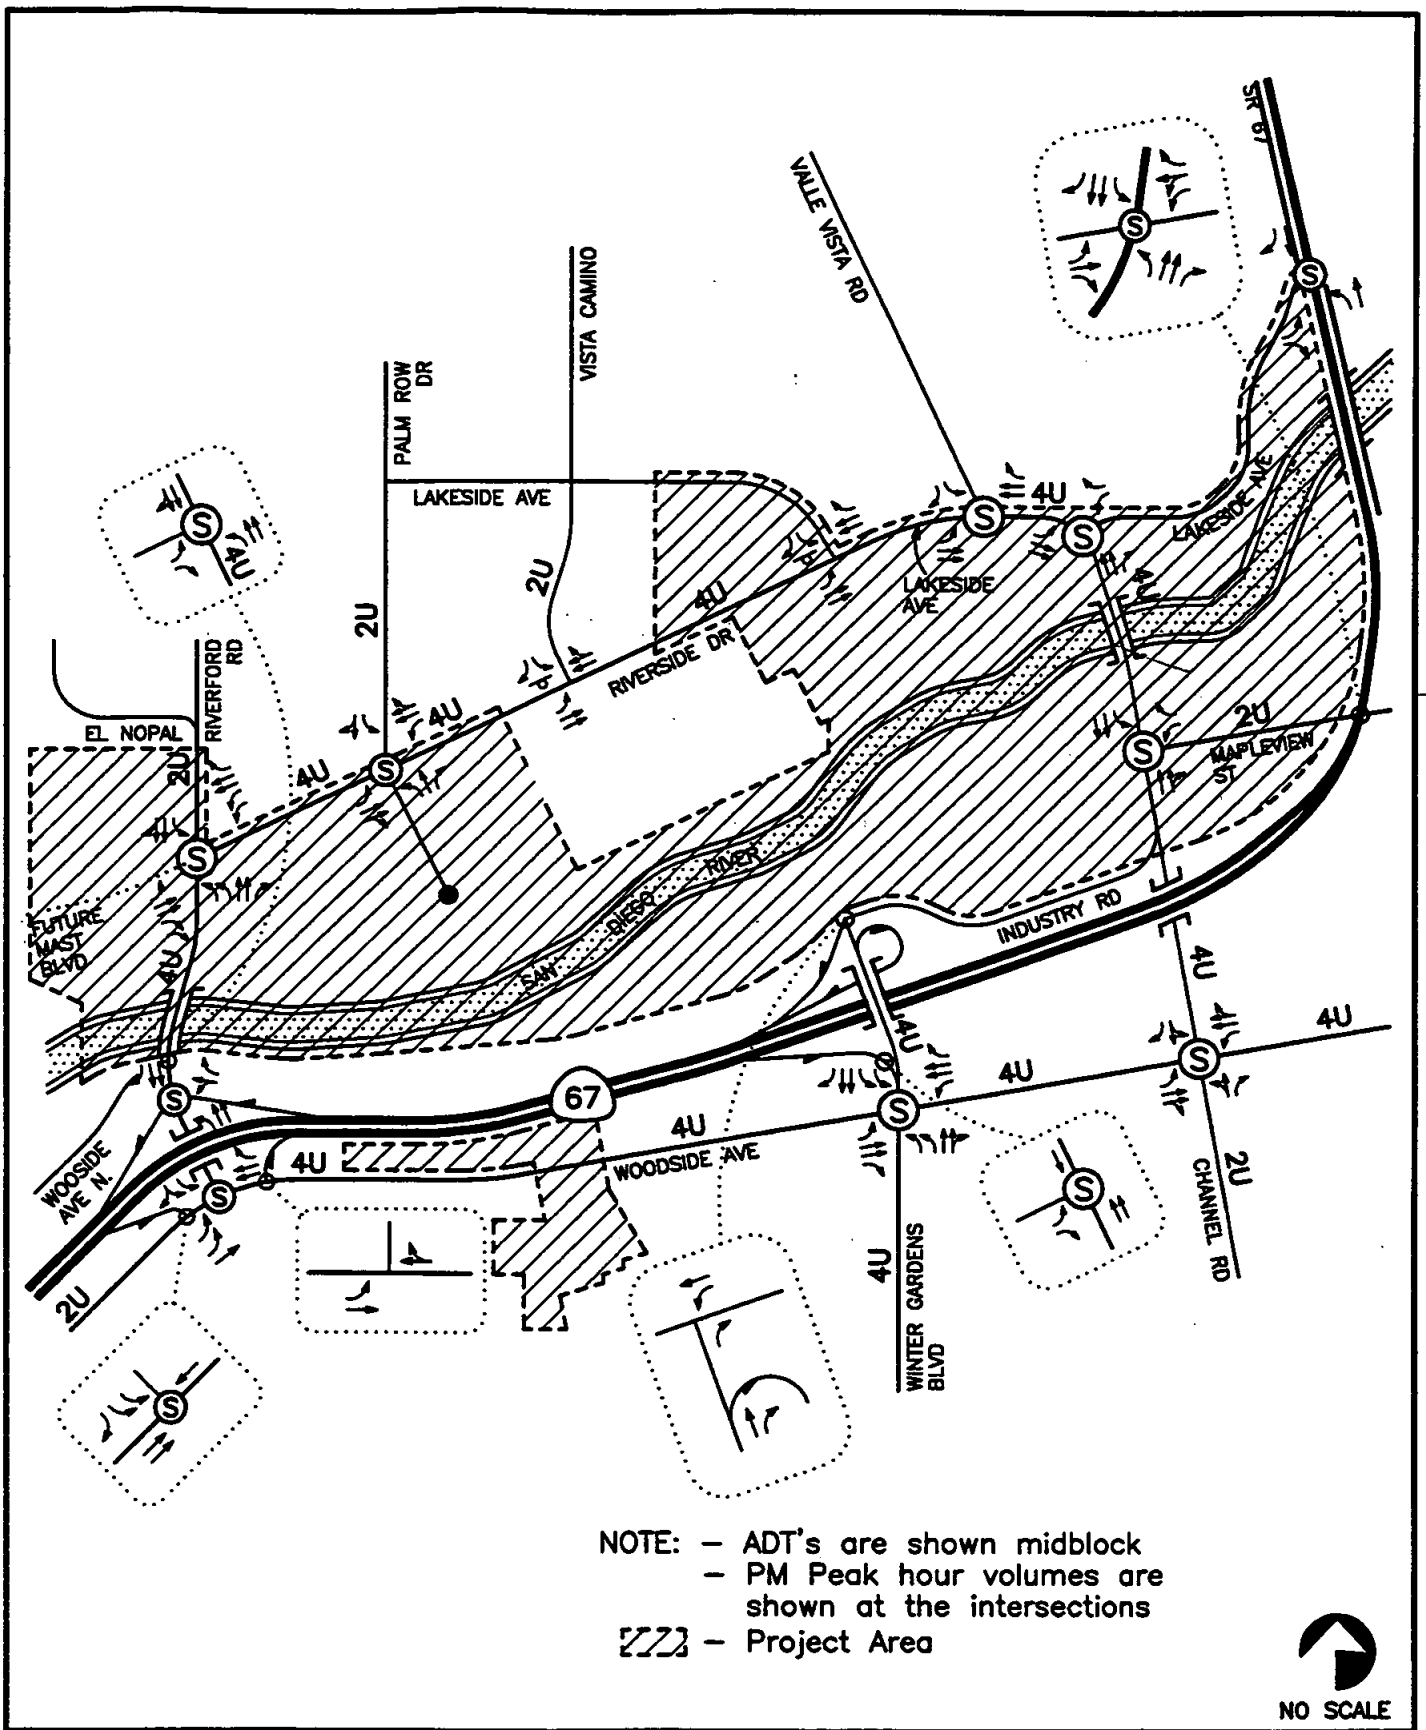 SR 67
S
VALLE VISTA RD
S
VISTA CAMINO
PALM ROW
DR
LAKESIDE AVE
S
4U
4U
S
S
LAKESIDE AVE
2U
2U
4U
LAKESIDE
AVE
4U
RIVERSIDE DR
RIVERFORD
RD
EL NOPAL
2U
4U
4U
S
S
S
2U
MAPLEVIEW
ST
S
FUTURE
MAST
BLVD
4U
SAN DIEGO RIVER
INDUSTRY RD
4U
4U
4U
4U
S
67
S
S
WOOSIDE
AVE N.
4U
4U
WOODSIDE AVE
S
2U
CHANNEL RD
S
2U
4U
WINTER GARDENS
BLVD
S
NOTE: – ADT's are shown midblock
– PM Peak hour volumes are
shown at the intersections
– Project Area
NO SCALE